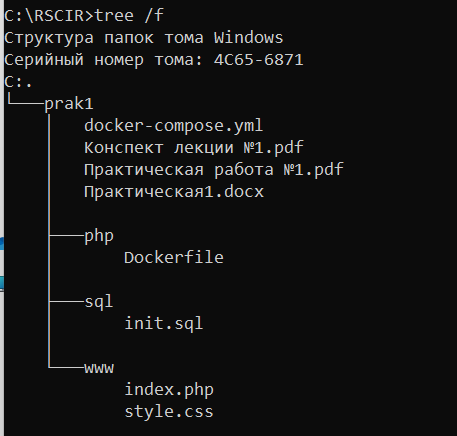 C:\RSCIR>tree /f
Структура папок тома Windows
Серийный номер тома: 4C65-6871
C:.
└───prak1
    │   docker-compose.yml
    │   Конспект лекции №1.pdf
    │   Практическая работа №1.pdf
    │   Практическая1.docx
    │
    ├───php
    │       Dockerfile
    │
    ├───sql
    │       init.sql
    │
    └───www
            index.php
            style.css